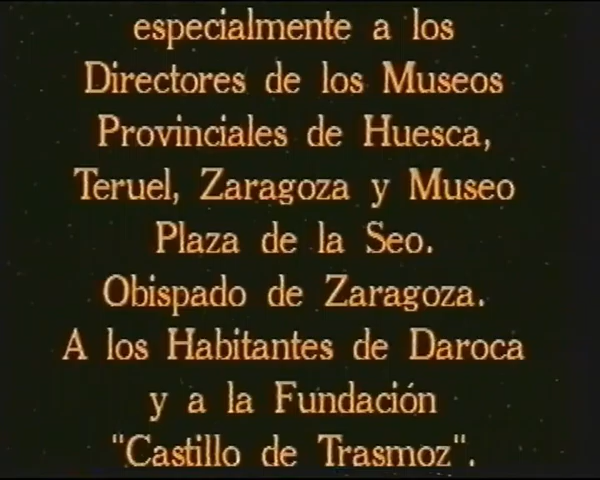 especialmente a los
Directores de los Museos
Provinciales de Huesca,
Teruel, Zaragoza y Museo
Plaza de la Seo.
Obispado de Zaragoza.
A los Habitantes de Daroca
y a la Fundación
"Castillo de Trasmoz".